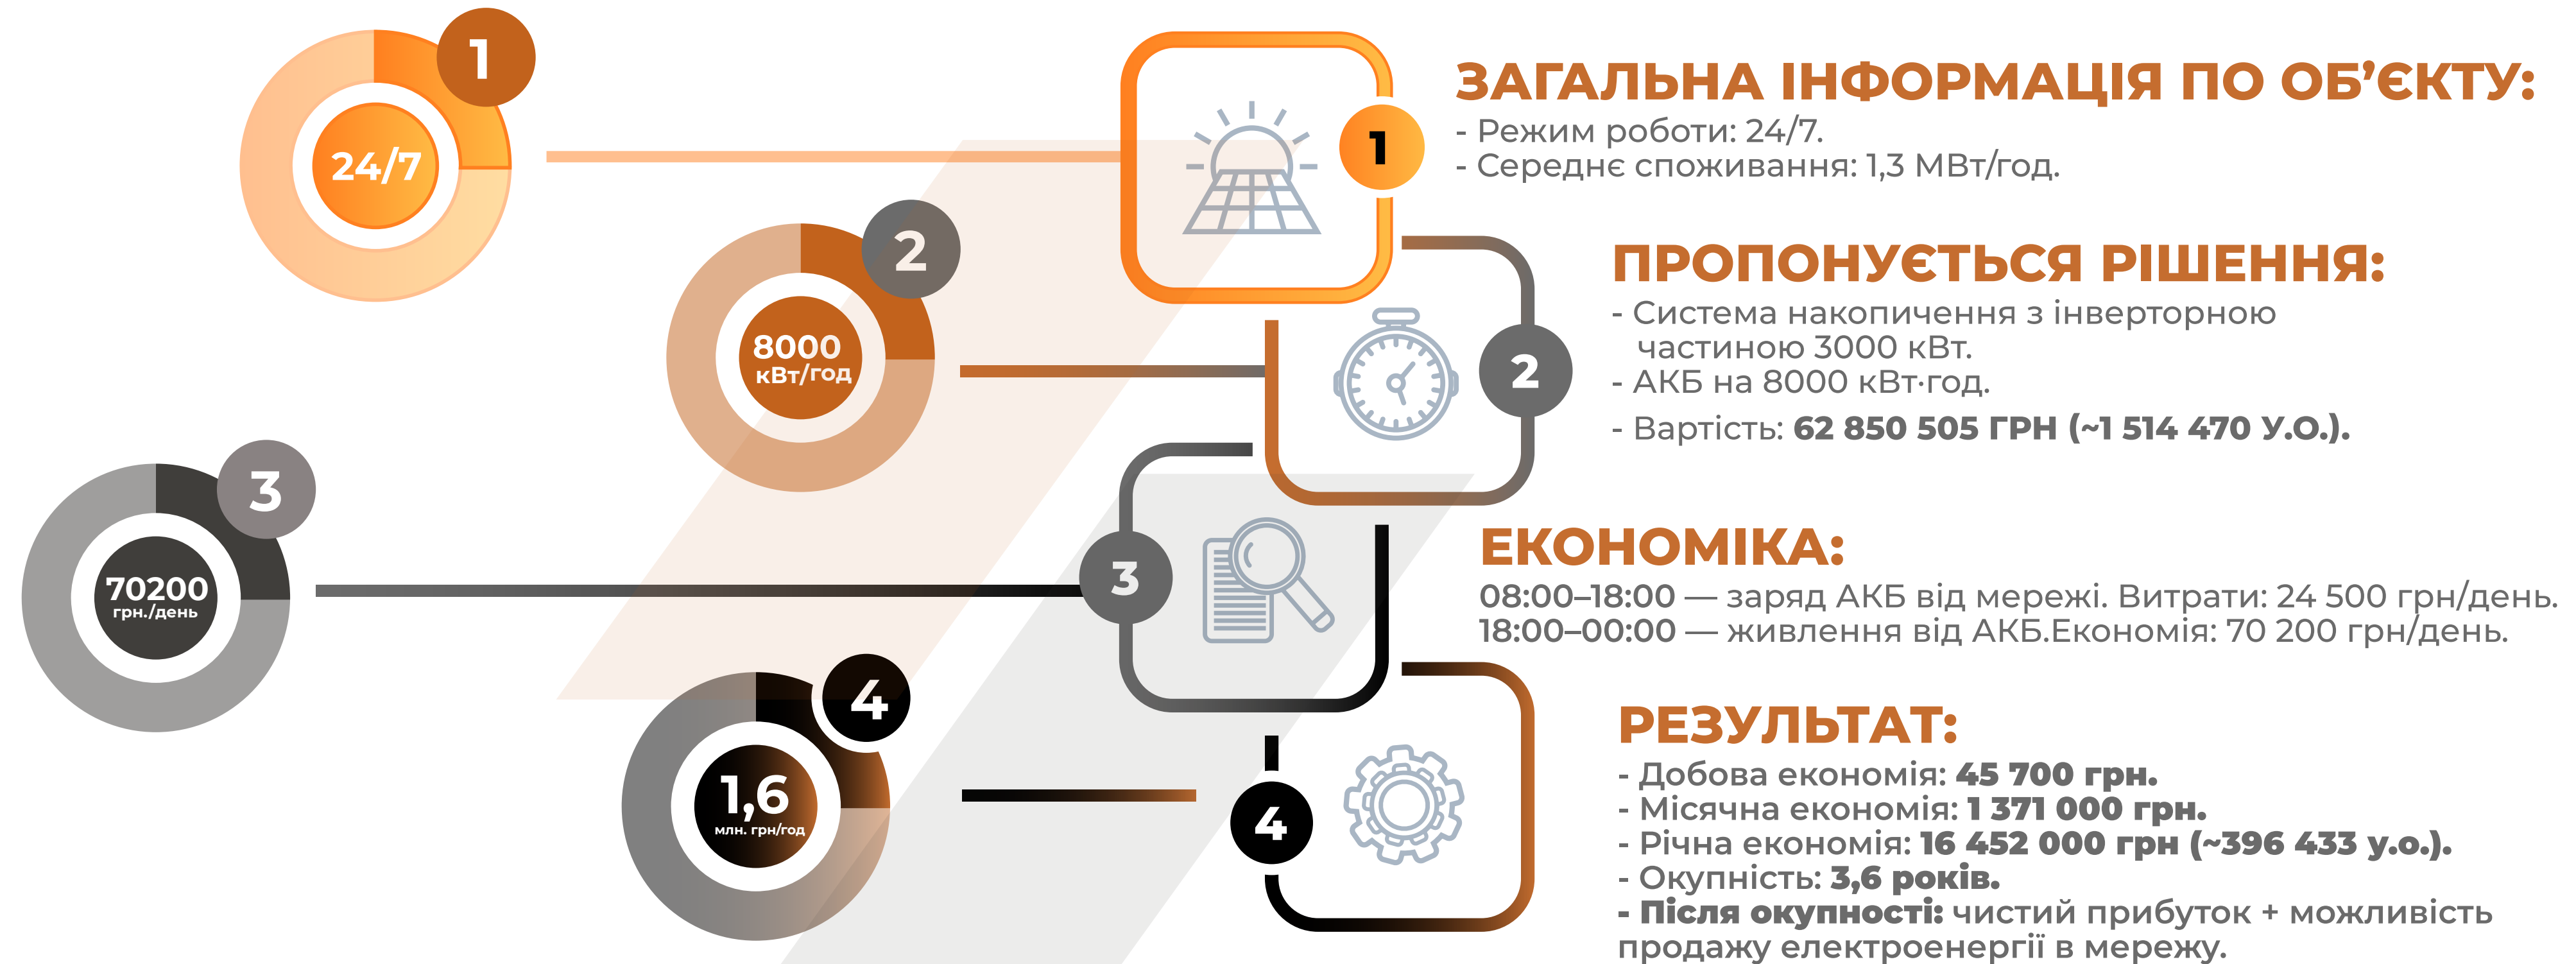 1
24/7
1
ЗАГАЛЬНА ІНФОРМАЦІЯ ПО ОБ’ЄКТУ:
- Режим роботи: 24/7.
- Середнє споживання: 1,3 МВт/год.
2
8000
кВт/год
2
ПРОПОНУЄТЬСЯ РІШЕННЯ:
- Система накопичення з інверторною
частиною 3000 кВт.
- АКБ на 8000 кВт·год.
- Вартість: 62 850 505 ГРН (~1 514 470 У.О.).
3
70200
грн./день
3
ЕКОНОМІКА:
08:00–18:00 — заряд АКБ від мережі. Витрати: 24 500 грн/день.
18:00–00:00 — живлення від АКБ.Економія: 70 200 грн/день.
4
1,6
млн. грн/год
4
РЕЗУЛЬТАТ:
- Добова економія: 45 700 грн.
- Місячна економія: 1 371 000 грн.
- Річна економія: 16 452 000 грн (~396 433 у.о.).
- Окупність: 3,6 років.
- Після окупності: чистий прибуток + можливість
продажу електроенергії в мережу.